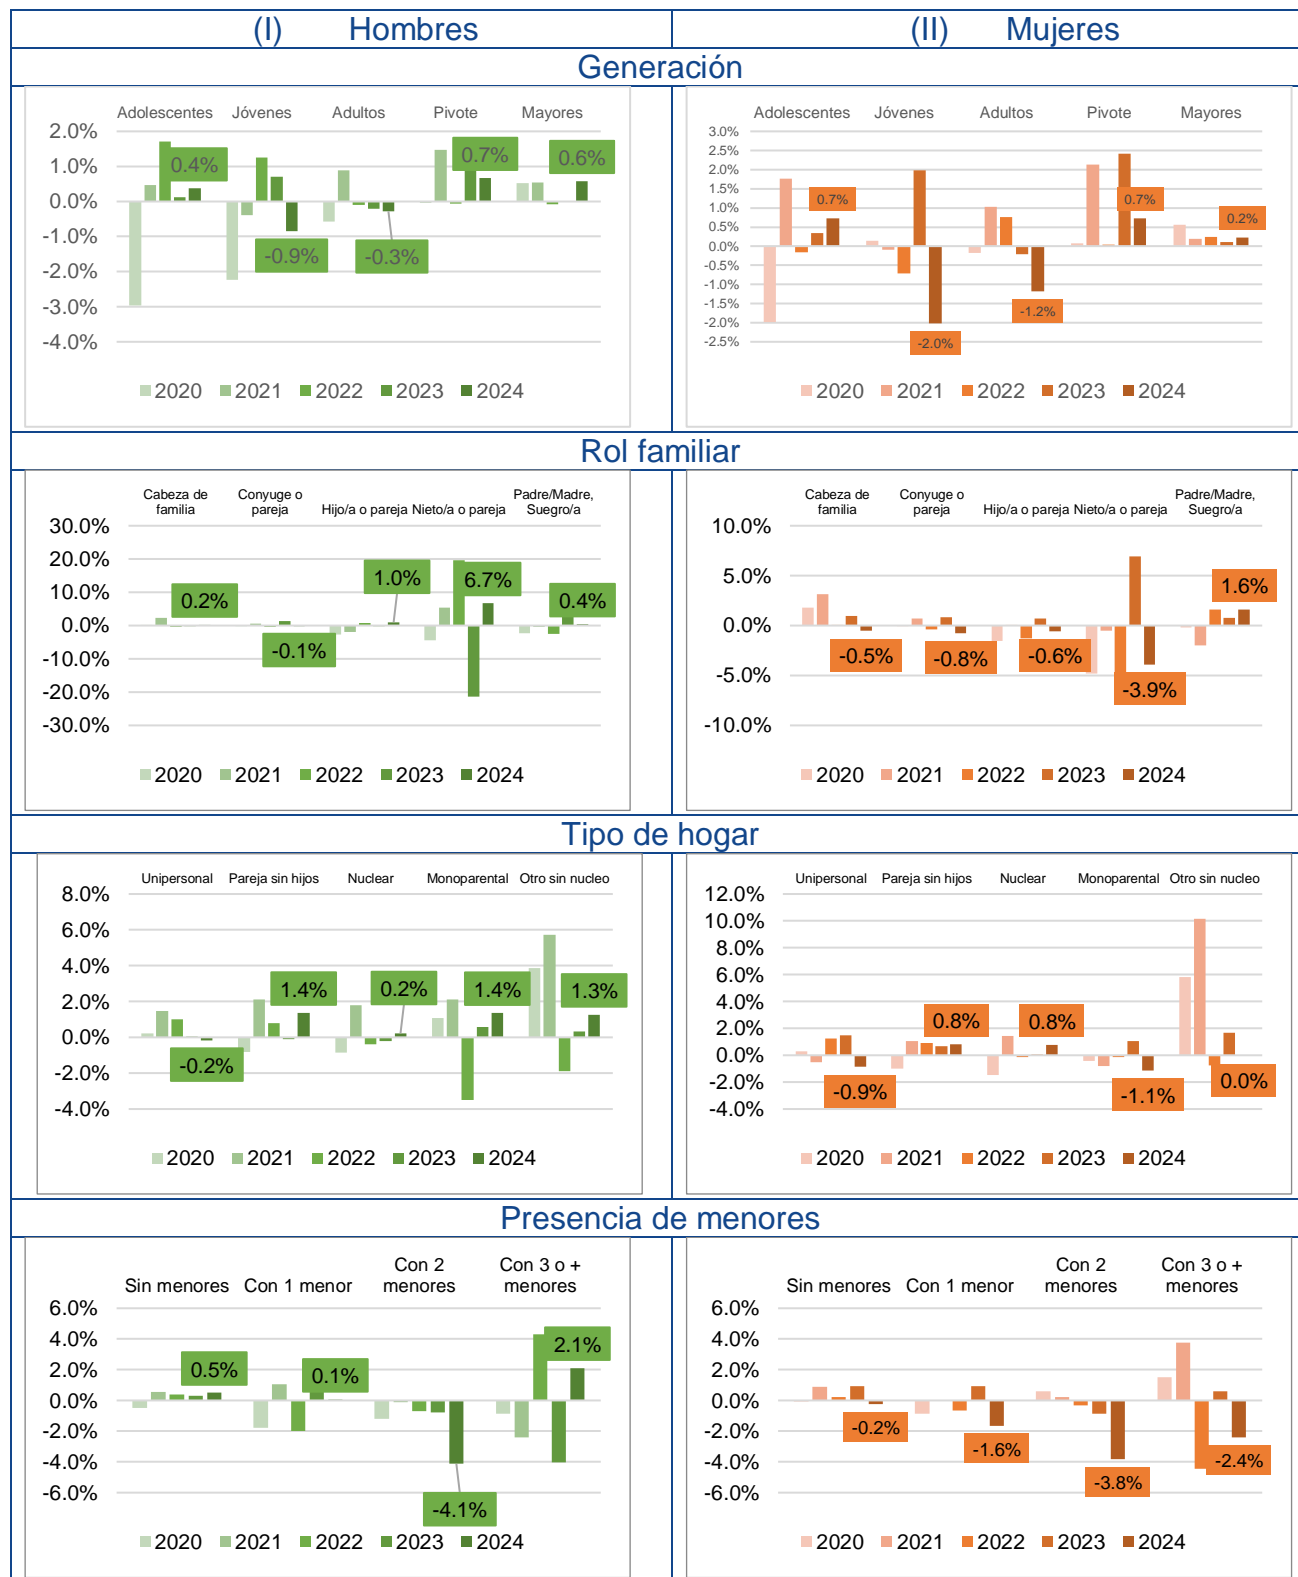 (I) Hombres
(II) Mujeres
Generación
Adolescentes Jóvenes Adultos Pivote Mayores
2.0%
1.0%
0.0%
-1.0%
-2.0%
-3.0%
-4.0%
0.4%
-0.9%
-0.3%
0.7%
0.6%
2020 2021 2022 2023 2024
Adolescentes Jóvenes Adultos Pivote Mayores
3.0%
2.5%
2.0%
1.5%
1.0%
0.5%
0.0%
-0.5%
-1.0%
-1.5%
-2.0%
-2.5%
0.7%
-2.0%
-1.2%
0.7%
0.2%
2020 2021 2022 2023 2024
Rol familiar
Cabeza de familia
Conyuge o pareja
Hijo/a o pareja
Nieto/a o pareja
Padre/Madre, Suegro/a
30.0%
20.0%
10.0%
0.0%
-10.0%
-20.0%
-30.0%
0.2%
-0.1%
1.0%
6.7%
0.4%
2020 2021 2022 2023 2024
Cabeza de familia
Conyuge o pareja
Hijo/a o pareja
Nieto/a o pareja
Padre/Madre, Suegro/a
10.0%
5.0%
0.0%
-5.0%
-10.0%
-0.5%
-0.8%
-0.6%
-3.9%
1.6%
2020 2021 2022 2023 2024
Tipo de hogar
Unipersonal Pareja sin hijos Nuclear Monoparental Otro sin nucleo
8.0%
6.0%
4.0%
2.0%
0.0%
-2.0%
-4.0%
-0.2%
1.4%
0.2%
1.4%
1.3%
2020 2021 2022 2023 2024
Unipersonal Pareja sin hijos Nuclear Monoparental Otro sin nucleo
12.0%
10.0%
8.0%
6.0%
4.0%
2.0%
0.0%
-2.0%
-4.0%
-0.9%
0.8%
0.8%
-1.1%
0.0%
2020 2021 2022 2023 2024
Presencia de menores
Sin menores
Con 1 menor
Con 2 menores
Con 3 o + menores
6.0%
4.0%
2.0%
0.0%
-2.0%
-4.0%
-6.0%
0.5%
0.1%
-4.1%
2.1%
2020 2021 2022 2023 2024
Sin menores
Con 1 menor
Con 2 menores
Con 3 o + menores
6.0%
4.0%
2.0%
0.0%
-2.0%
-4.0%
-6.0%
-0.2%
-1.6%
-3.8%
-2.4%
2020 2021 2022 2023 2024